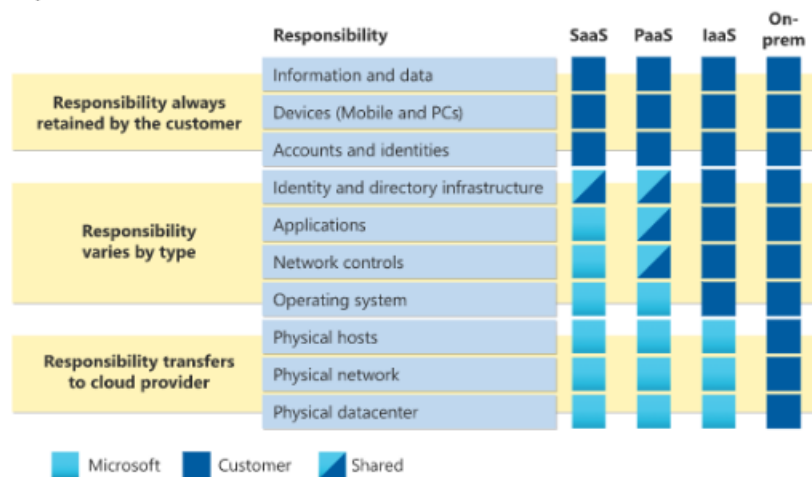 Responsibility
SaaS
PaaS
IaaS
On-
prem
Responsibility always
retained by the customer
Information and data
Devices (Mobile and PCs)
Accounts and identities
Responsibility
varies by type
Identity and directory infrastructure
Applications
Network controls
Operating system
Responsibility transfers
to cloud provider
Physical hosts
Physical network
Physical datacenter
Microsoft
Customer
Shared